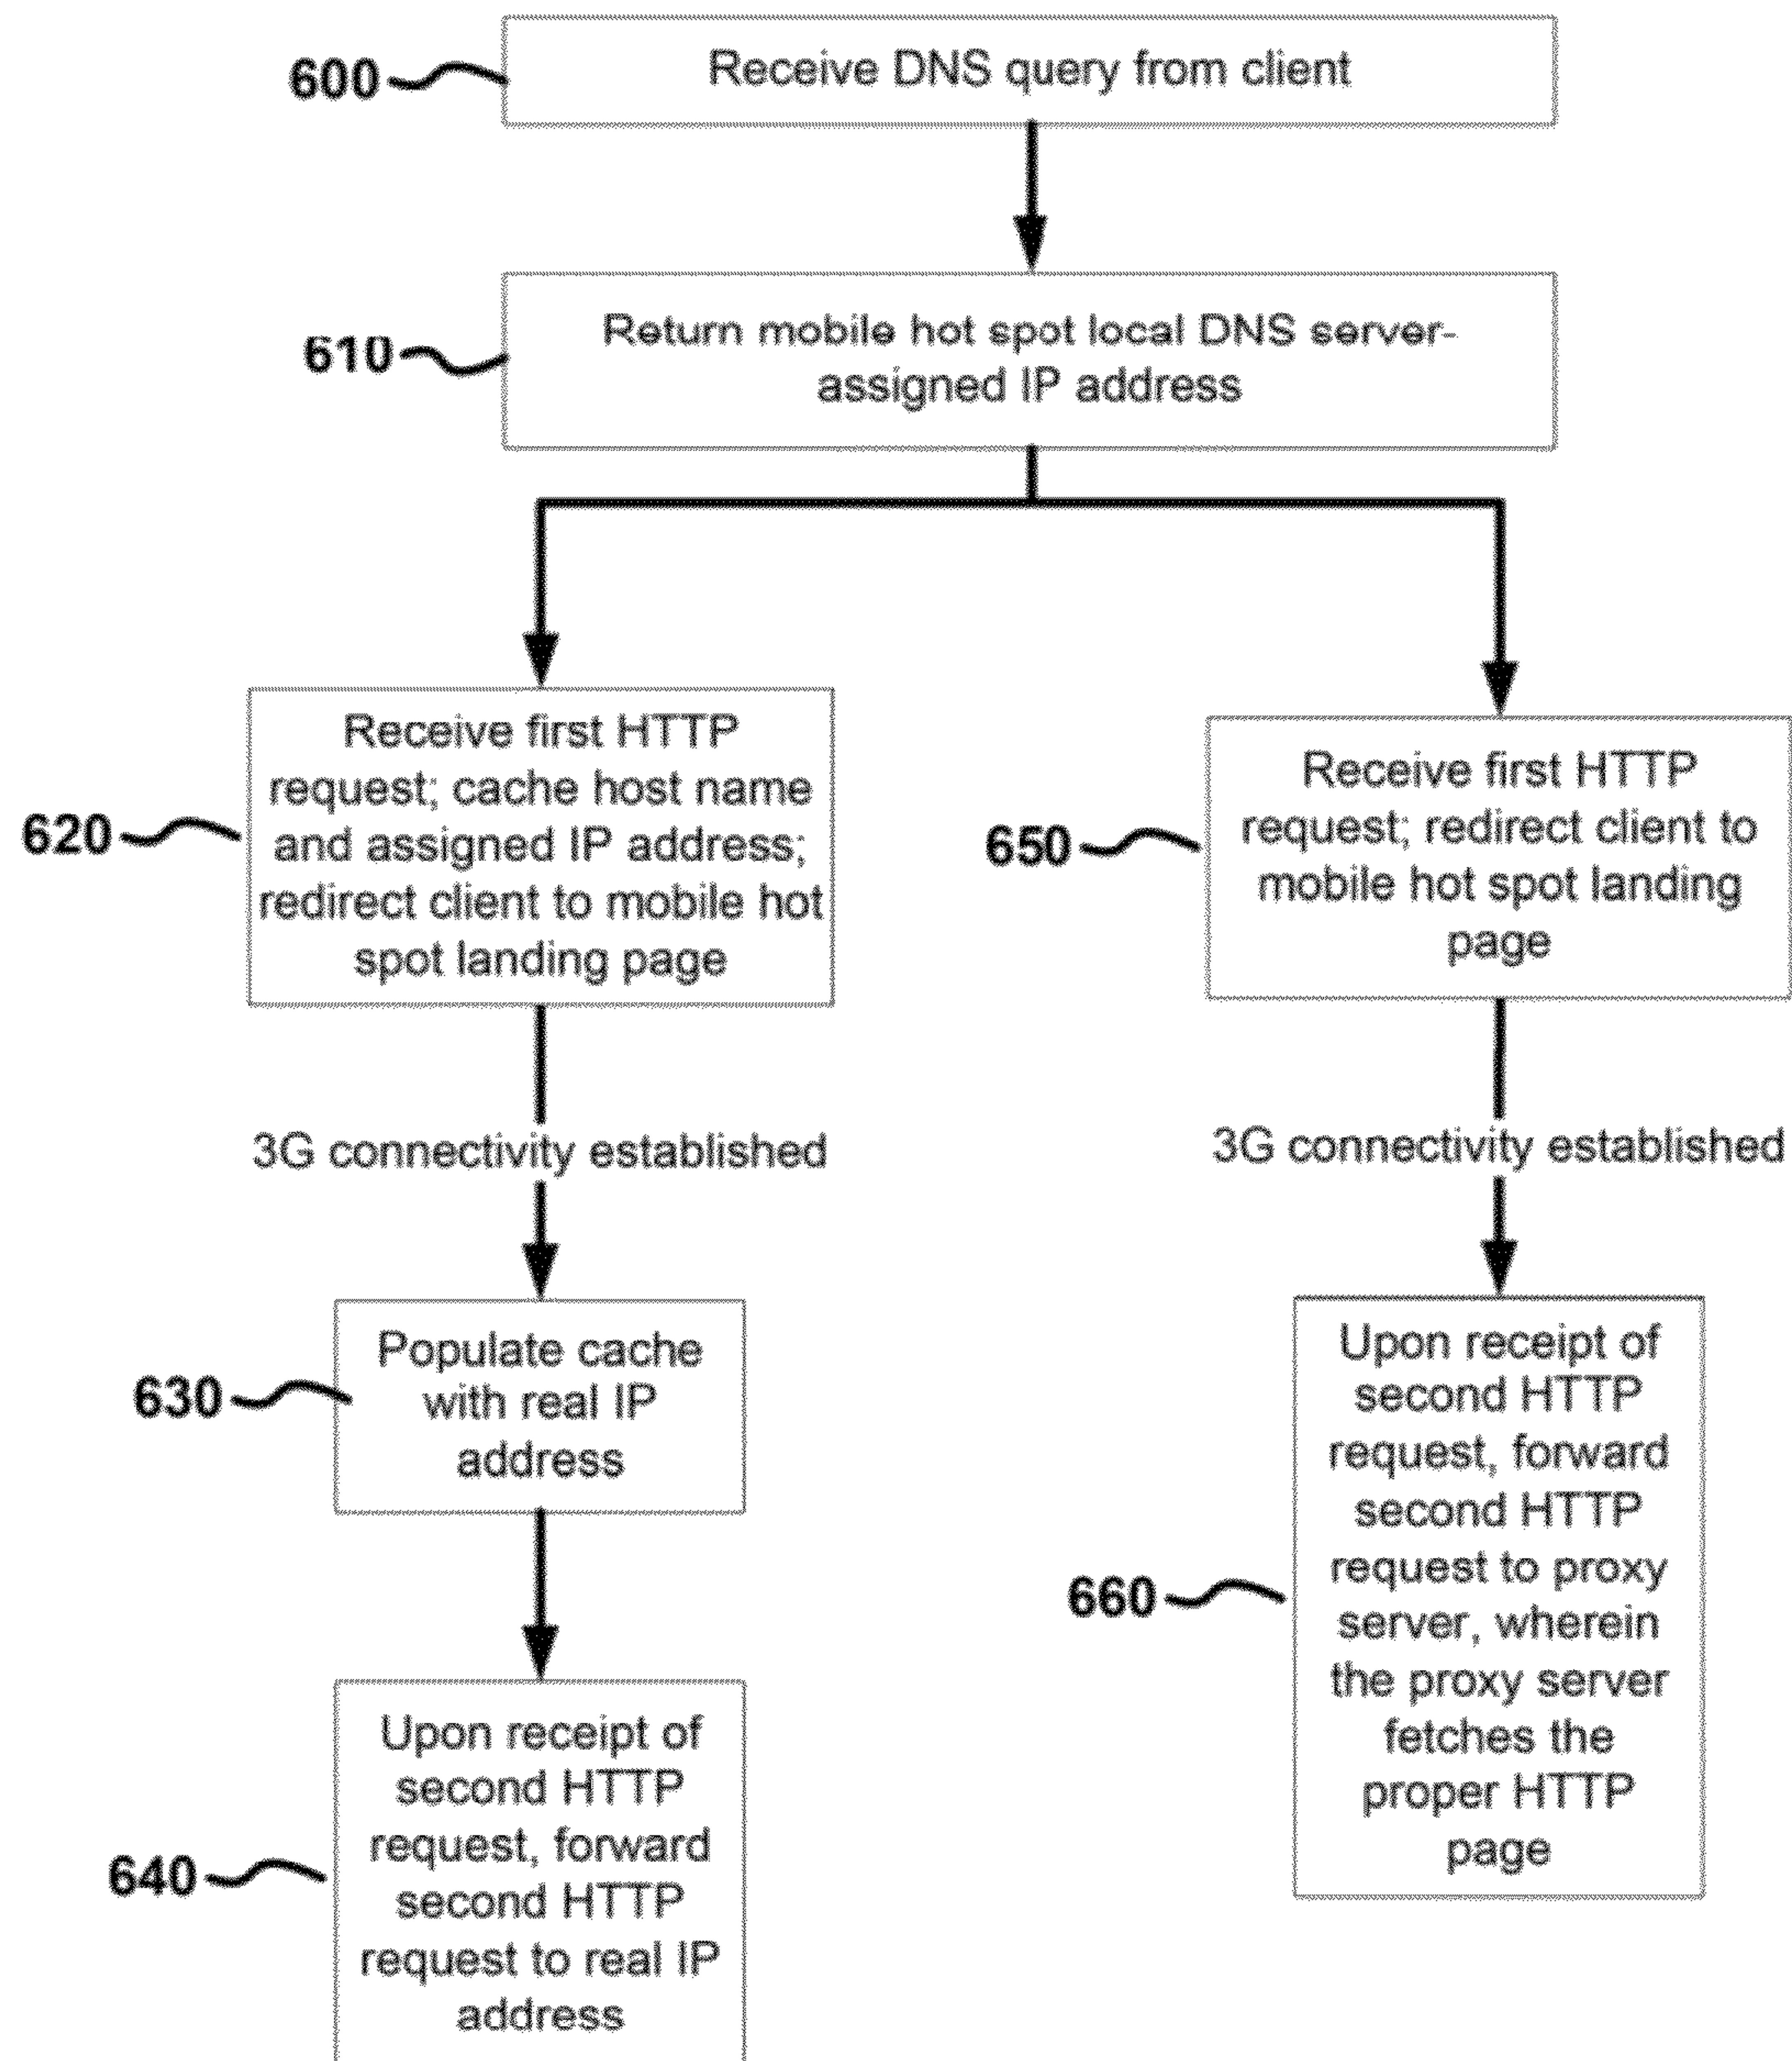 600
Receive DNS query from client
610
Return mobile hot spot local DNS server-
assigned IP address
620
Receive first HTTP
request; cache host name
and assigned IP address;
redirect client to mobile hot
spot landing page
650
Receive first HTTP
request; redirect client to
mobile hot spot landing
page
3G connectivity established
3G connectivity established
630
Populate cache
with real IP
address
660
Upon receipt of
second HTTP
request, forward
second HTTP
request to proxy
server, wherein
the proxy server
fetches the
proper HTTP
page
640
Upon receipt of
second HTTP
request, forward
second HTTP
request to real IP
address